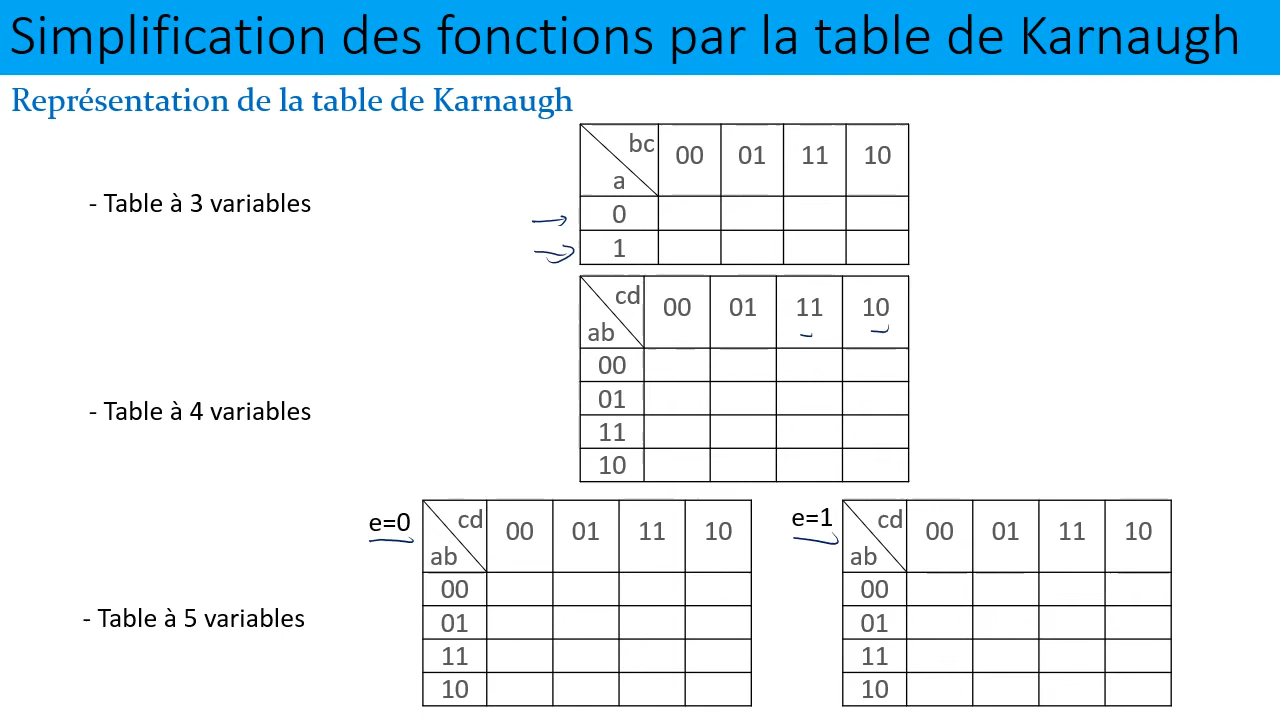 Simplification des fonctions par la table de Karnaugh
Représentation de la table de Karnaugh
- Table à 3 variables
bc 00 01 11 10
a
0
1
- Table à 4 variables
cd 00 01 11 10
ab
00
01
11
10
- Table à 5 variables
e=0
cd 00 01 11 10
ab
00
01
11
10
e=1
cd 00 01 11 10
ab
00
01
11
10